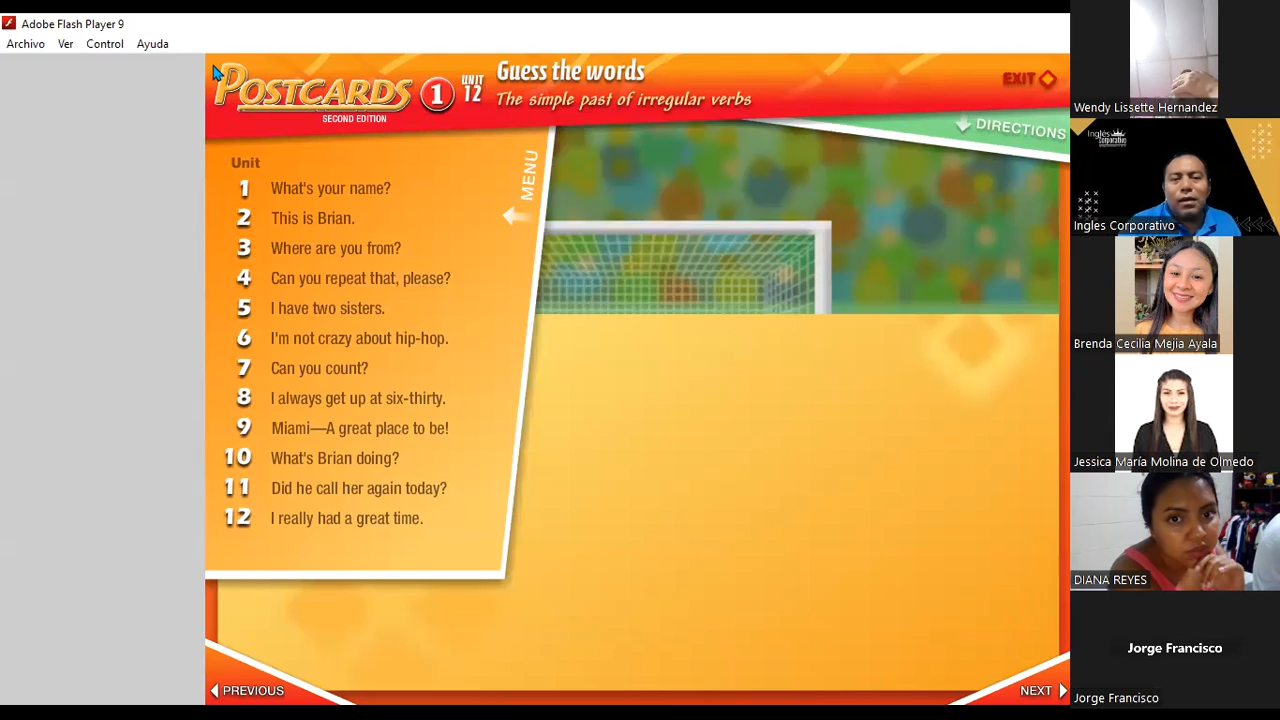 Adobe Flash Player 9
Archivo Ver Control Ayuda
POSTCARDS 1
SECOND EDITION
UNIT 12
Guess the words
The simple past of irregular verbs
EXIT
DIRECTIONS
MENU
Unit
1 What's your name?
2 This is Brian.
3 Where are you from?
4 Can you repeat that, please?
5 I have two sisters.
6 I'm not crazy about hip-hop.
7 Can you count?
8 I always get up at six-thirty.
9 Miami—A great place to be!
10 What's Brian doing?
11 Did he call her again today?
12 I really had a great time.
PREVIOUS
NEXT
Wendy Lissette Hernandez
Inglés
Corporativo
Ingles Corporativo
Brenda Cecilia Mejia Ayala
Jessica María Molina de Olmedo
DIANA REYES
Jorge Francisco
Jorge Francisco